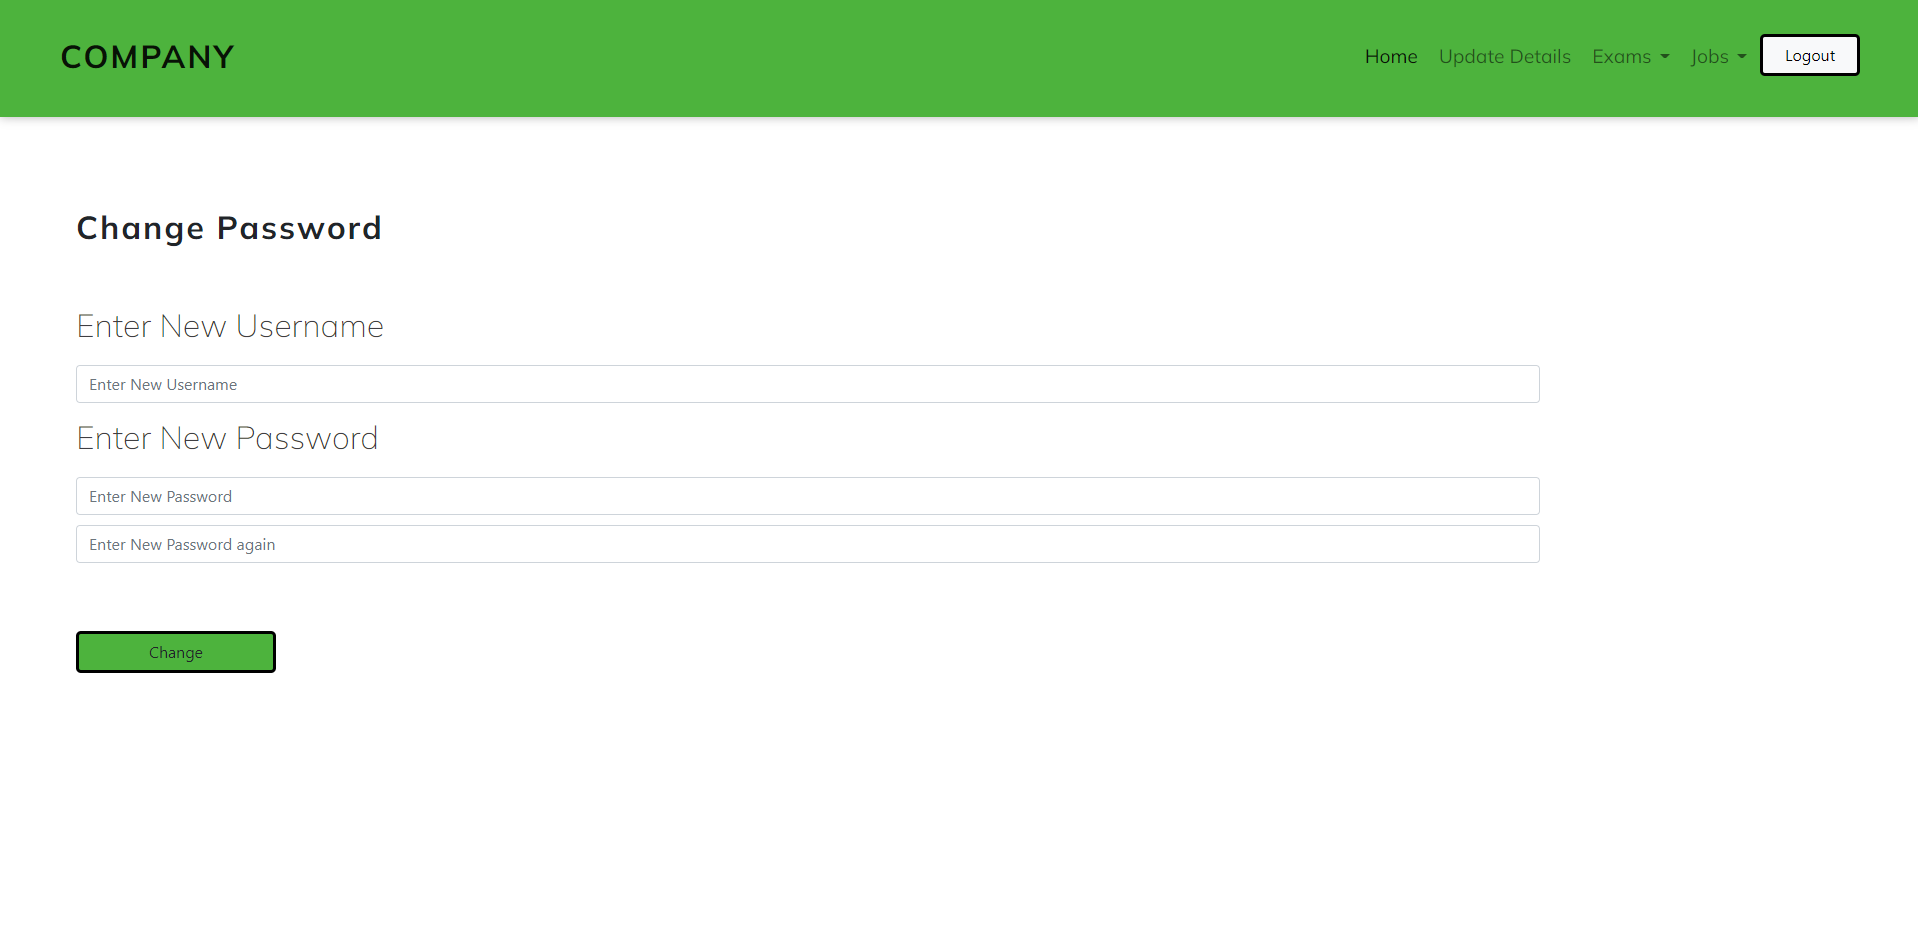 COMPANY Home Update Details Exams Jobs Logout
Change Password
Enter New Username
Enter New Username
Enter New Password
Enter New Password
Enter New Password again
Change